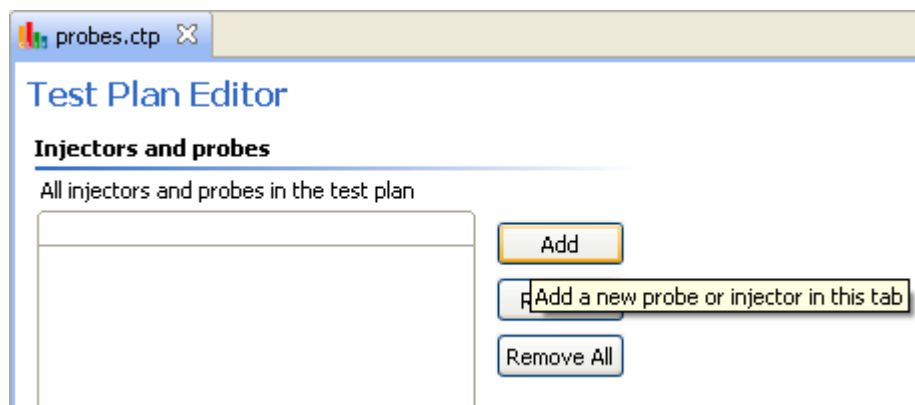 probes.ctp
Test Plan Editor
Injectors and probes
All injectors and probes in the test plan
Add
Add a new probe or injector in this tab
Remove All